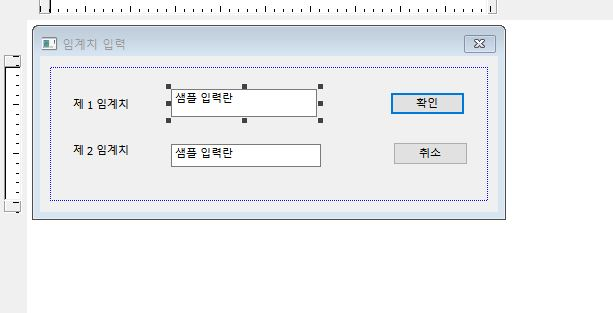 임계치 입력
제 1 임계치 샘플 입력란 확인
제 2 임계치 샘플 입력란 취소